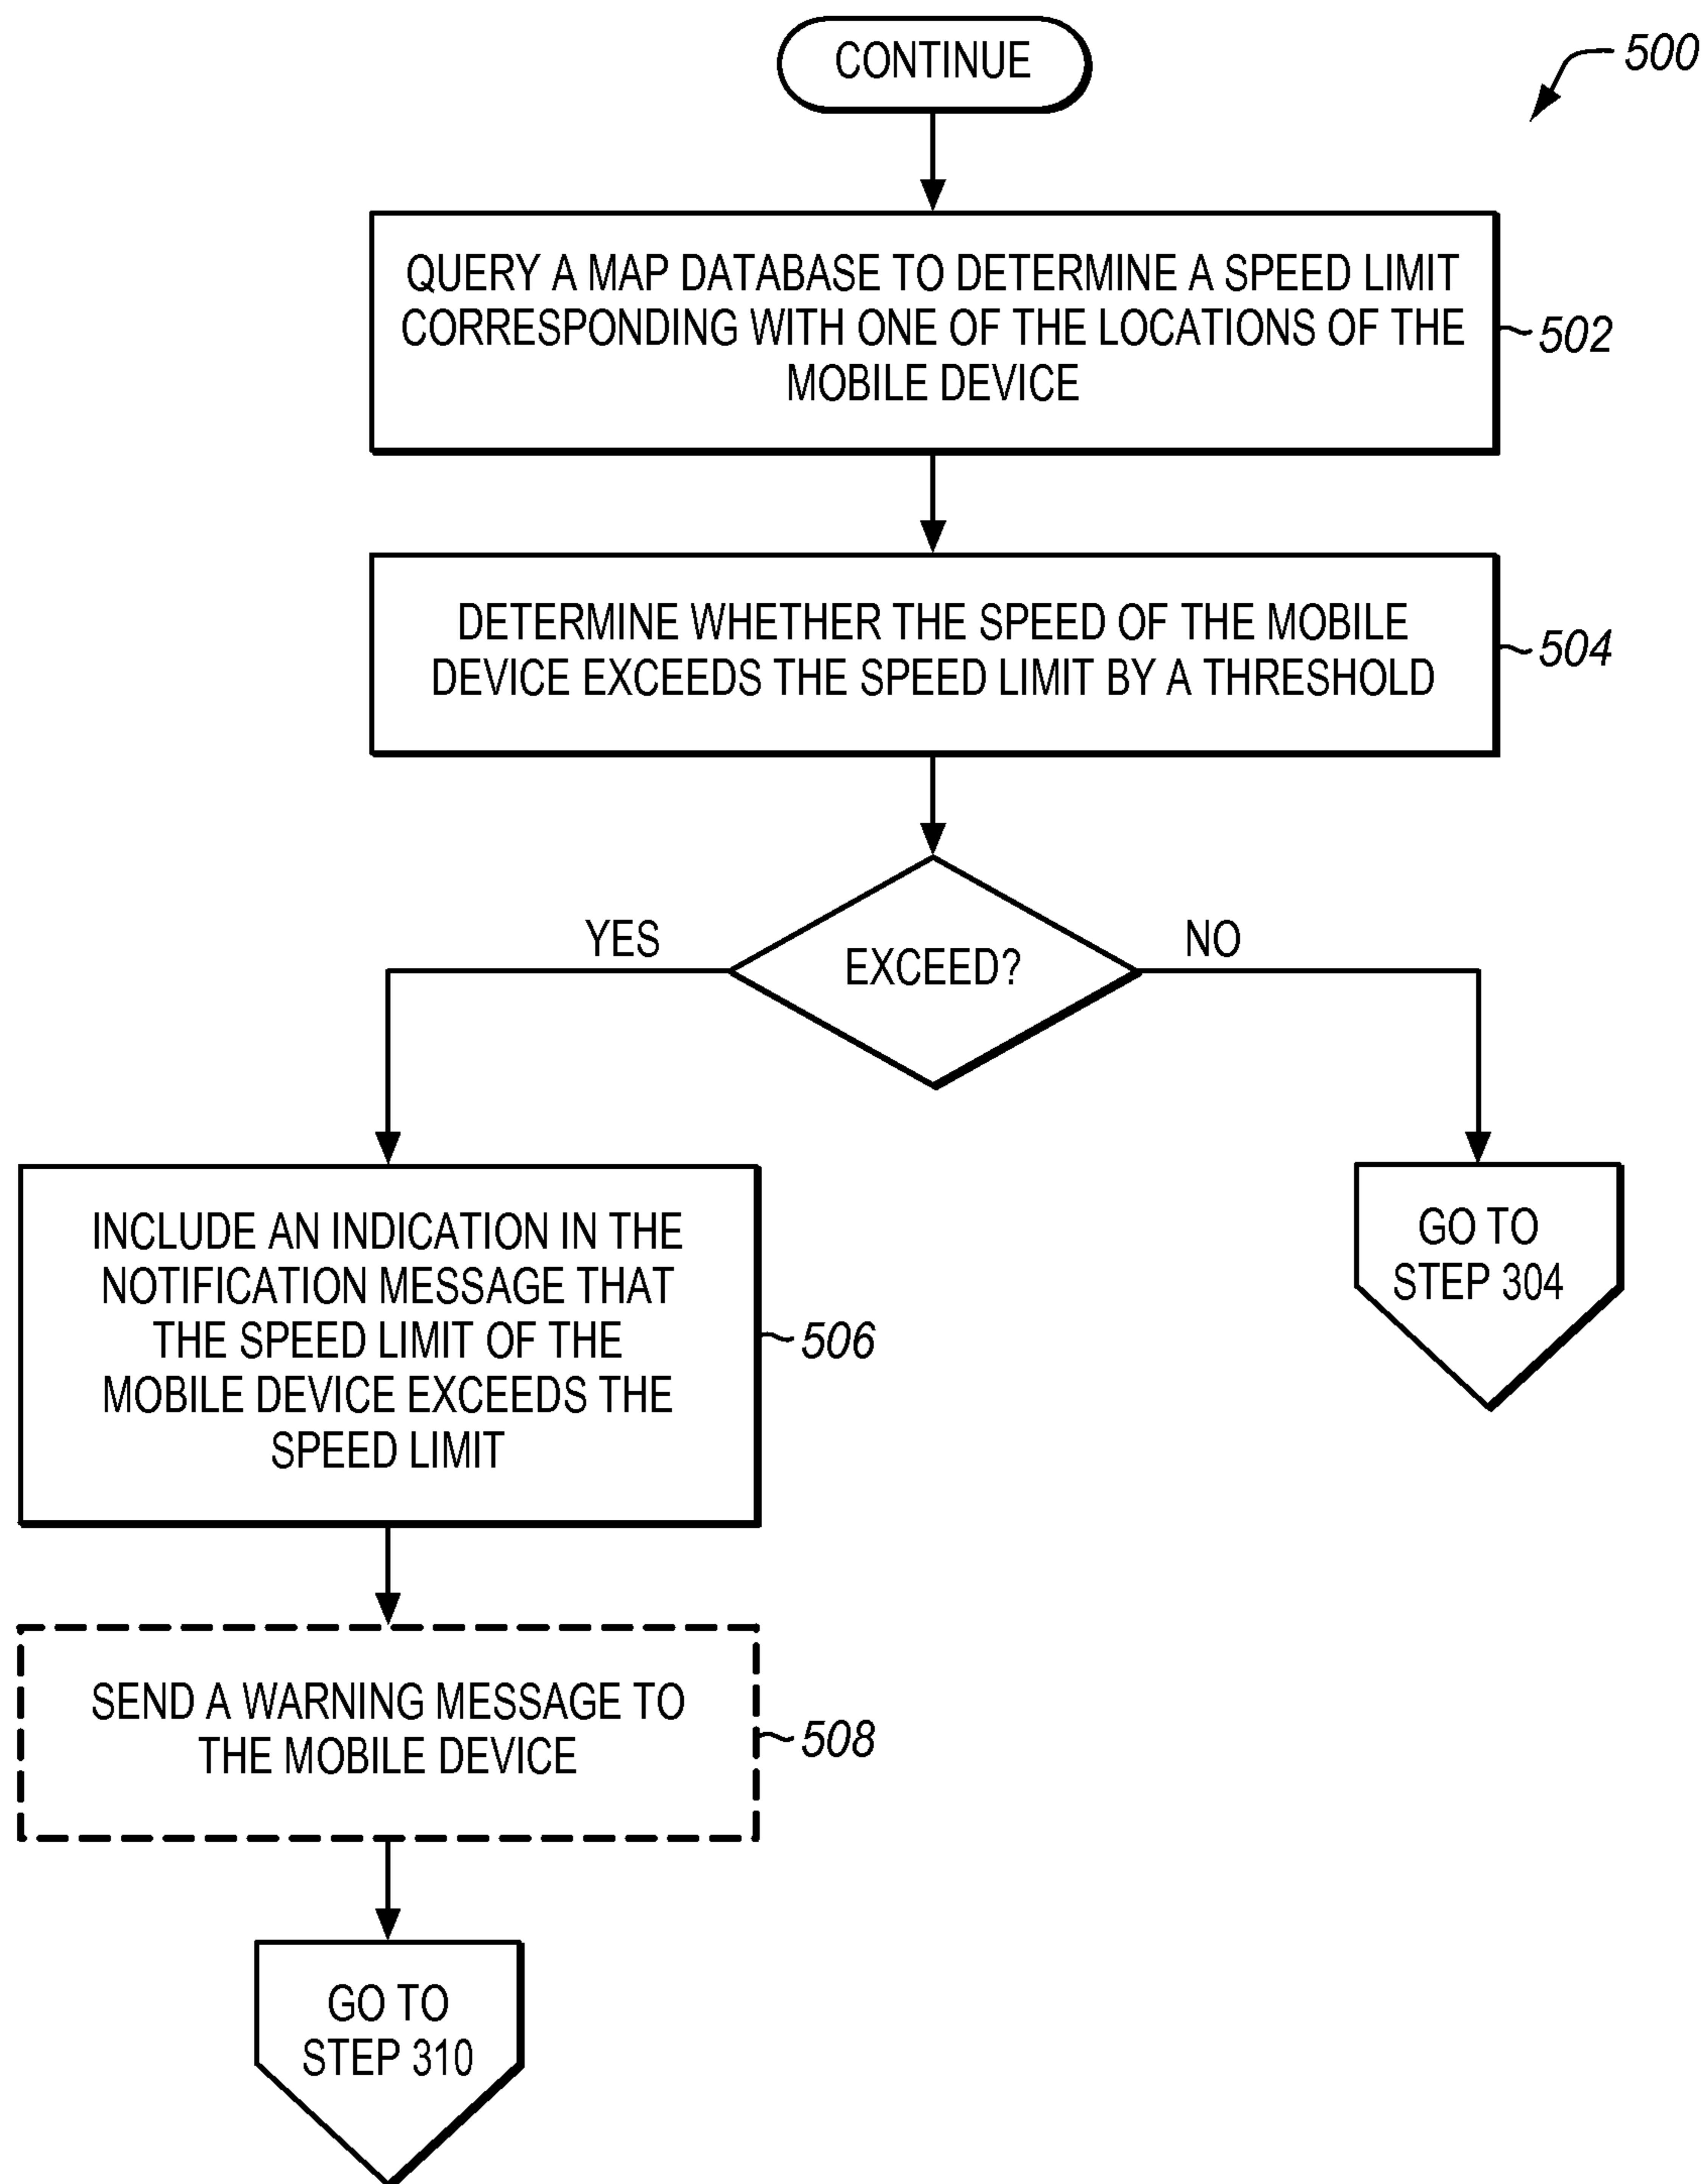 CONTINUE
500
QUERY A MAP DATABASE TO DETERMINE A SPEED LIMIT
CORRESPONDING WITH ONE OF THE LOCATIONS OF THE
MOBILE DEVICE
502
DETERMINE WHETHER THE SPEED OF THE MOBILE
DEVICE EXCEEDS THE SPEED LIMIT BY A THRESHOLD
504
YES
EXCEED?
NO
INCLUDE AN INDICATION IN THE
NOTIFICATION MESSAGE THAT
THE SPEED LIMIT OF THE
MOBILE DEVICE EXCEEDS THE
SPEED LIMIT
506
GO TO
STEP 304
SEND A WARNING MESSAGE TO
THE MOBILE DEVICE
508
GO TO
STEP 310